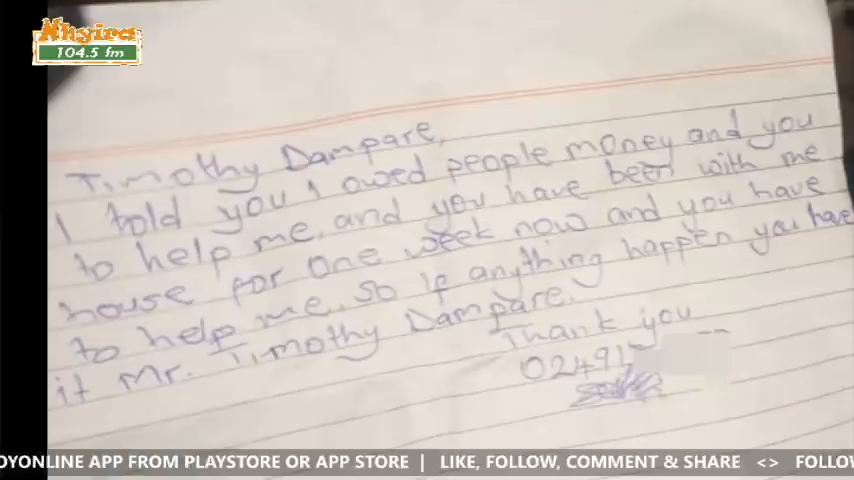 Nhyira
104.5 fm
Timothy Dampare,
I told you I owed people money and you
to help me, and you have been with me
house for one week now and you have
to help me, so if anything happen you have
it Mr. Timothy Dampare.
Thank you
024915
OYONLINE APP FROM PLAYSTORE OR APP STORE | LIKE, FOLLOW, COMMENT & SHARE <> FOLLOW